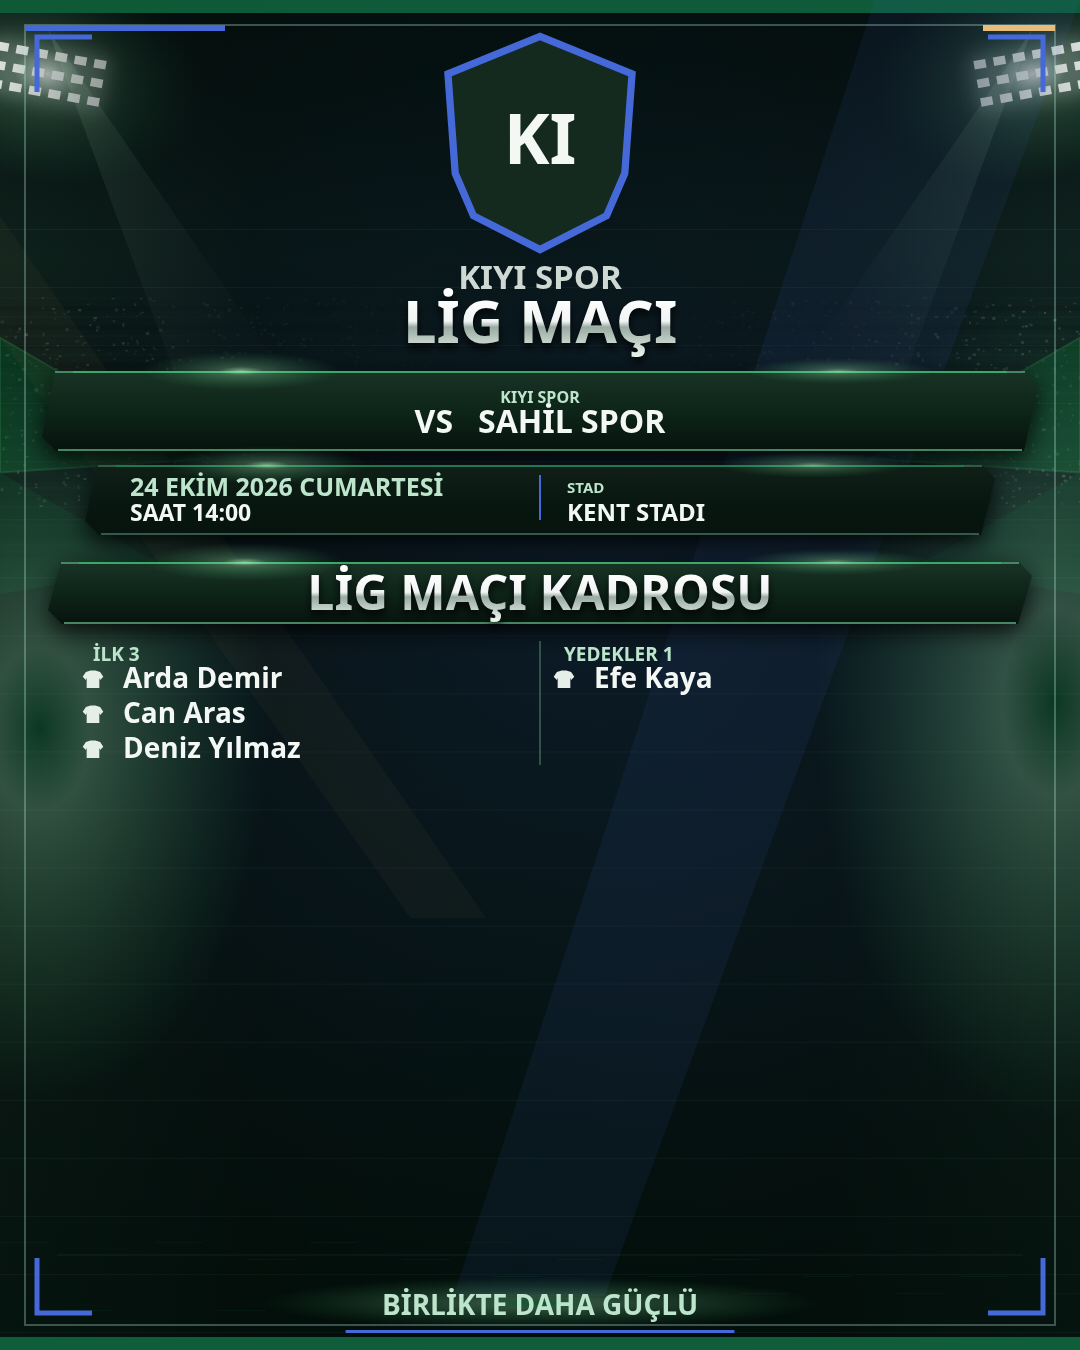 KI
KIYI SPOR
LİG MAÇI
KIYI SPOR
VS SAHİL SPOR
24 EKİM 2026 CUMARTESİ
SAAT 14:00
STAD
KENT STADI
LİG MAÇI KADROSU
İLK 3
Arda Demir
Can Aras
Deniz Yılmaz
YEDEKLER 1
Efe Kaya
BİRLİKTE DAHA GÜÇLÜ